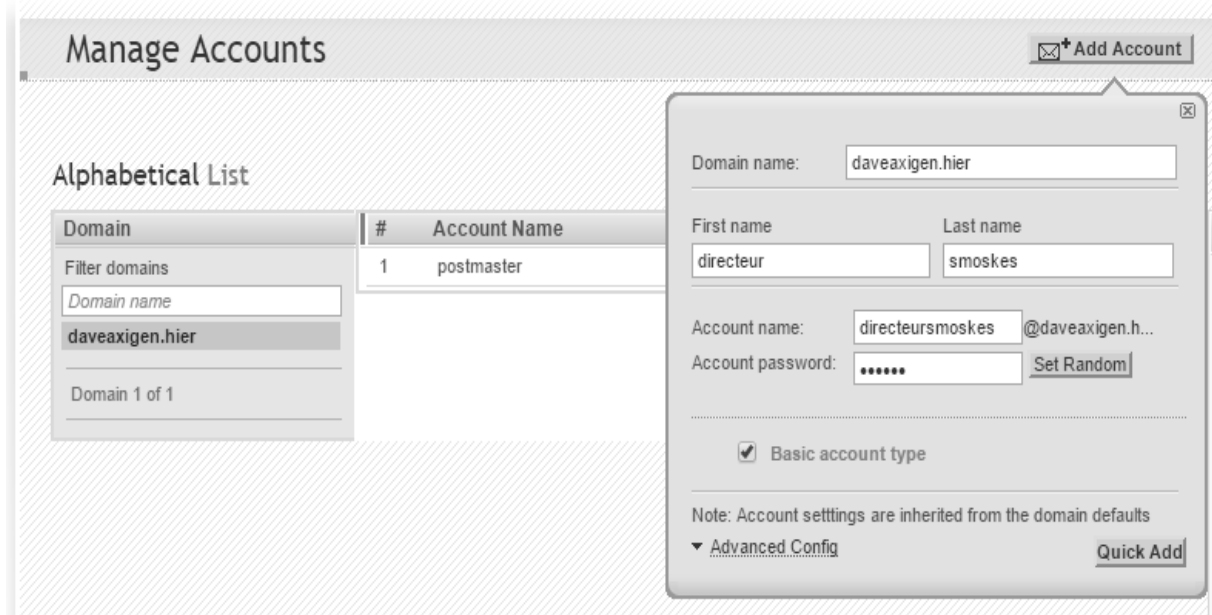 Manage Accounts
Add Account
Alphabetical List
Domain
Filter domains
Domain name
daveaxigen.hier
Domain 1 of 1
# Account Name
1 postmaster
Domain name: daveaxigen.hier
First name Last name
directeur smoskes
Account name: directeursmoskes @daveaxigen.h...
Account password: •••••• Set Random
Basic account type
Note: Account setttings are inherited from the domain defaults
Advanced Config
Quick Add